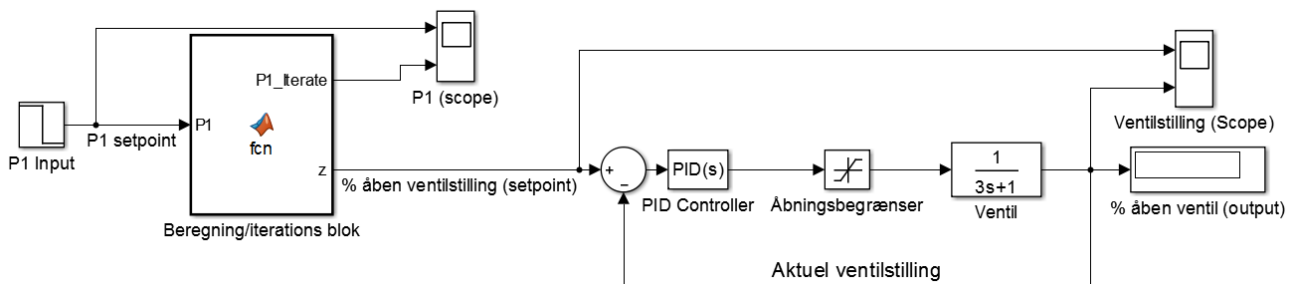 P1 Input
P1 setpoint
P1
P1_Iterate
fcn
z
Beregning/iterations blok
P1 (scope)
% åben ventilstilling (setpoint)
+
−
PID(s)
PID Controller
Åbningsbegrænser
1
3s+1
Ventil
Ventilstilling (Scope)
% åben ventil (output)
Aktuel ventilstilling